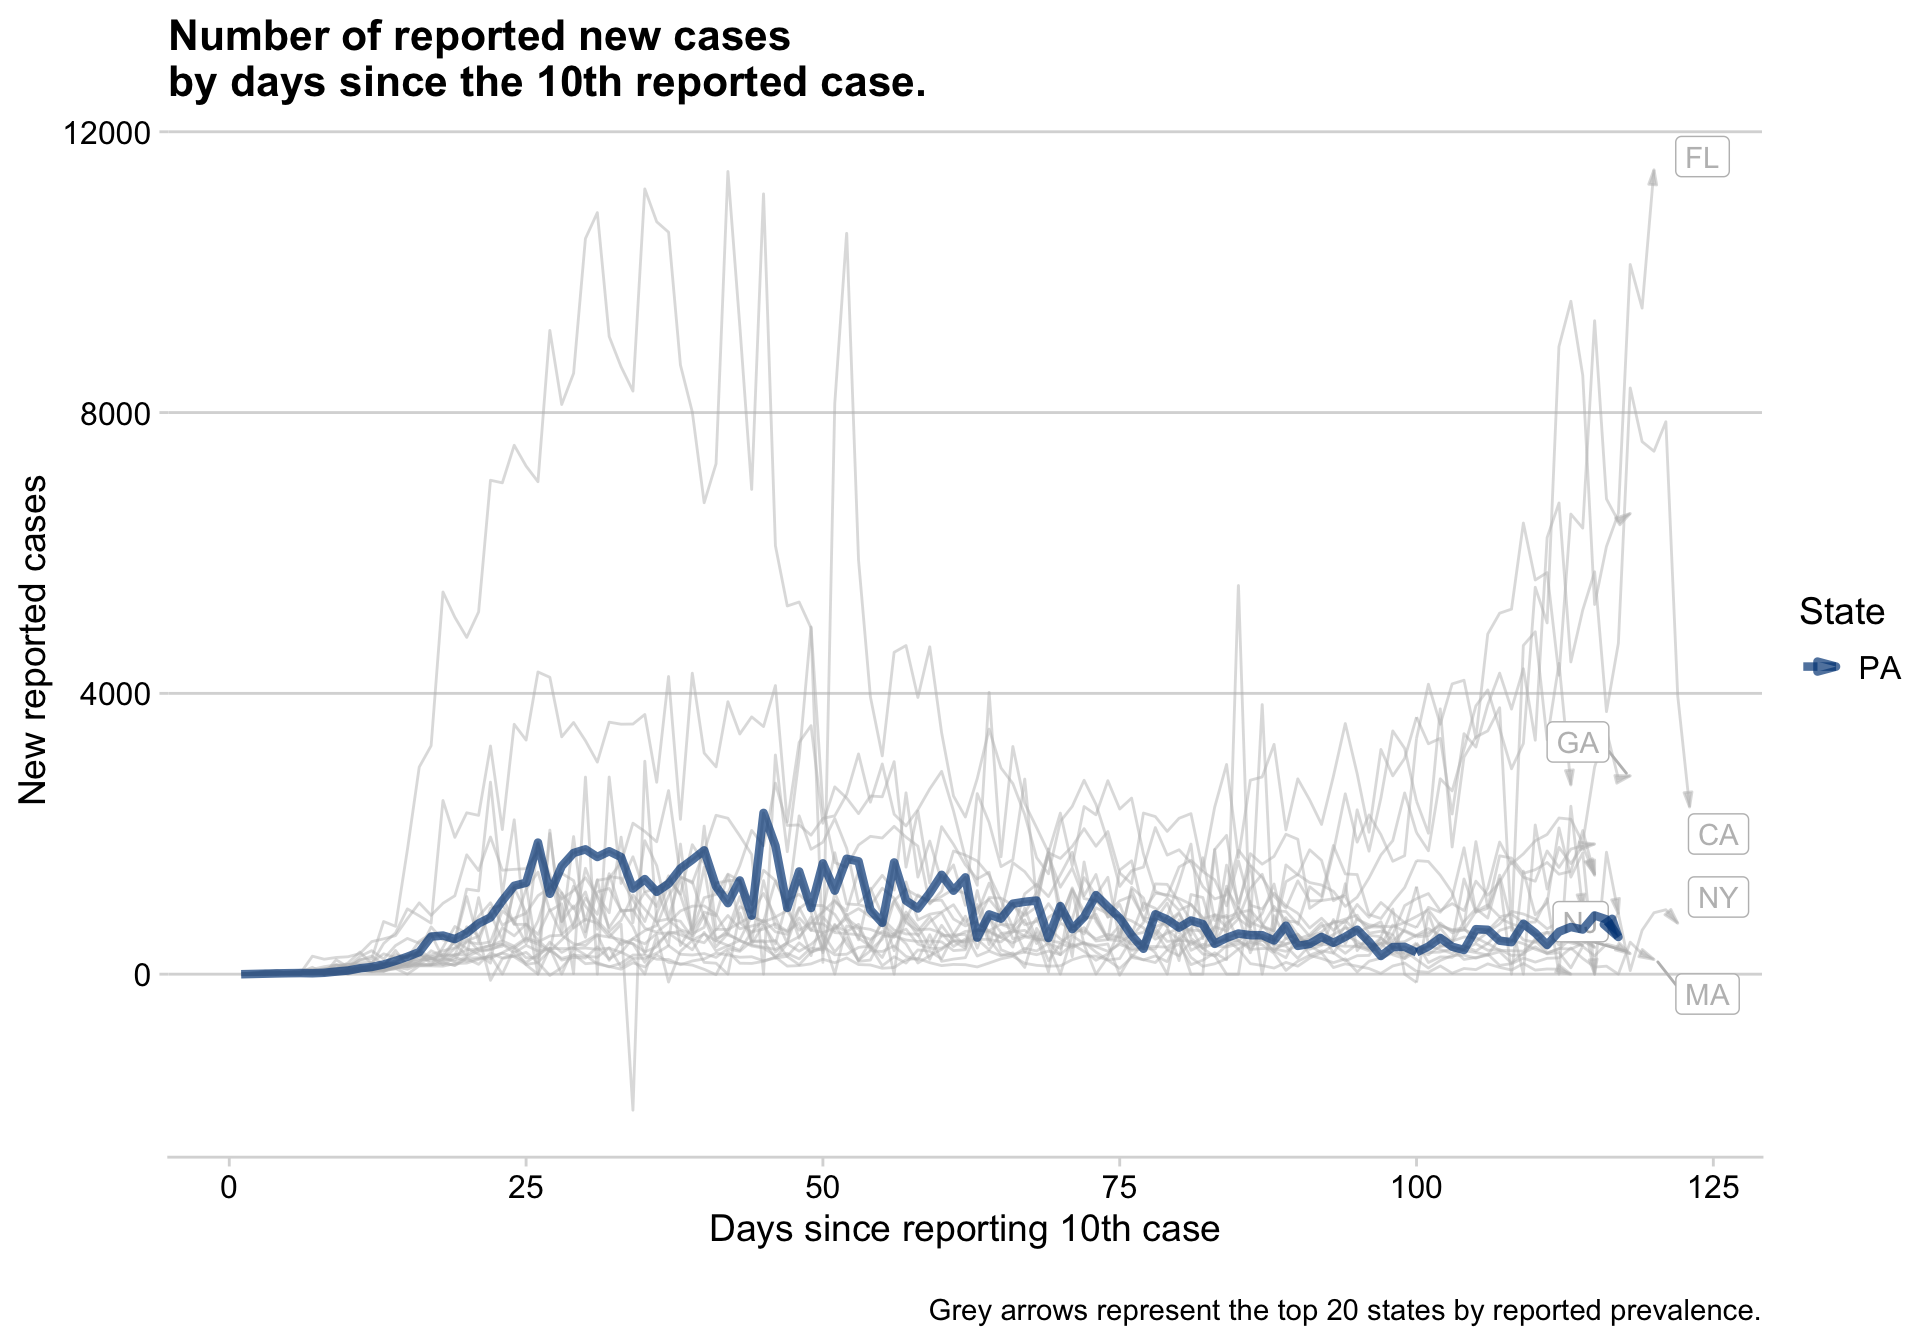 Number of reported new cases
by days since the 10th reported case.
12000
8000
4000
0
New reported cases
FL
GA
CA
NY
MA
State
PA
0 25 50 75 100 125
Days since reporting 10th case
Grey arrows represent the top 20 states by reported prevalence.